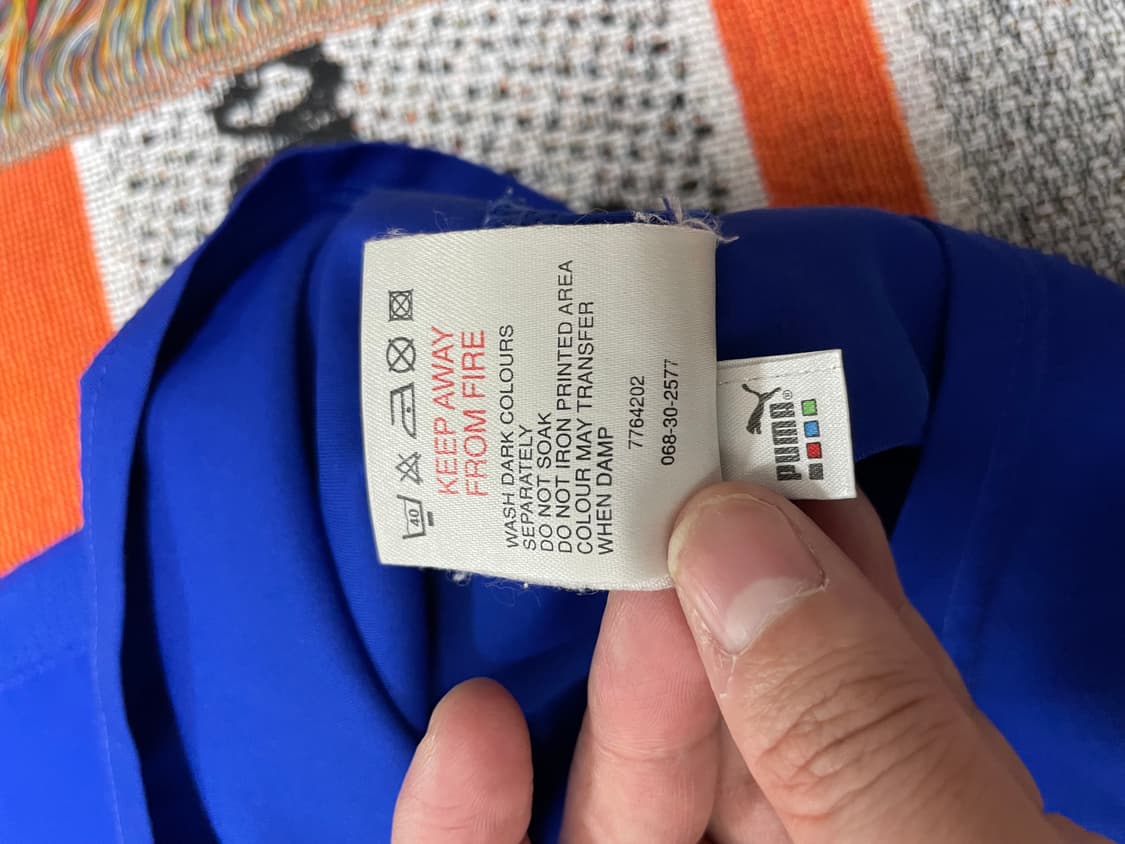 40
KEEP AWAY
FROM FIRE
WASH DARK COLOURS
SEPARATELY
DO NOT SOAK
DO NOT IRON PRINTED AREA
COLOUR MAY TRANSFER
WHEN DAMP
7764202
068-30-2577
PUMA®